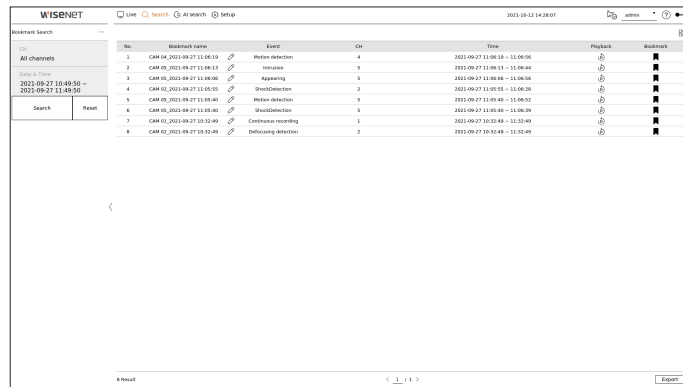 WISENET
Live Search AI search Setup 2021-10-12 14:28:07 admin ?
Bookmark Search ...
CH
All channels
Date & Time
2021-09-27 10:49:50 ~
2021-09-27 11:49:50
Search Reset
No. Bookmark name Event CH Time Playback Bookmark
1 CAM 04_2021-09-27 11:06:19 Motion detection 4 2021-09-27 11:06:19 ~ 11:06:56
2 CAM 05_2021-09-27 11:06:13 Intrusion 5 2021-09-27 11:06:13 ~ 11:06:44
3 CAM 05_2021-09-27 11:06:06 Appearing 5 2021-09-27 11:06:06 ~ 11:06:56
4 CAM 02_2021-09-27 11:05:55 ShockDetection 2 2021-09-27 11:05:55 ~ 11:06:28
5 CAM 05_2021-09-27 11:05:40 Motion detection 5 2021-09-27 11:05:40 ~ 11:06:52
6 CAM 05_2021-09-27 11:05:40 ShockDetection 5 2021-09-27 11:05:40 ~ 11:06:39
7 CAM 01_2021-09-27 10:32:49 Continuous recording 1 2021-09-27 10:32:49 ~ 11:32:49
8 CAM 02_2021-09-27 10:32:49 Defocusing detection 2 2021-09-27 10:32:49 ~ 11:32:49
8 Result < 1 / 1 > Export